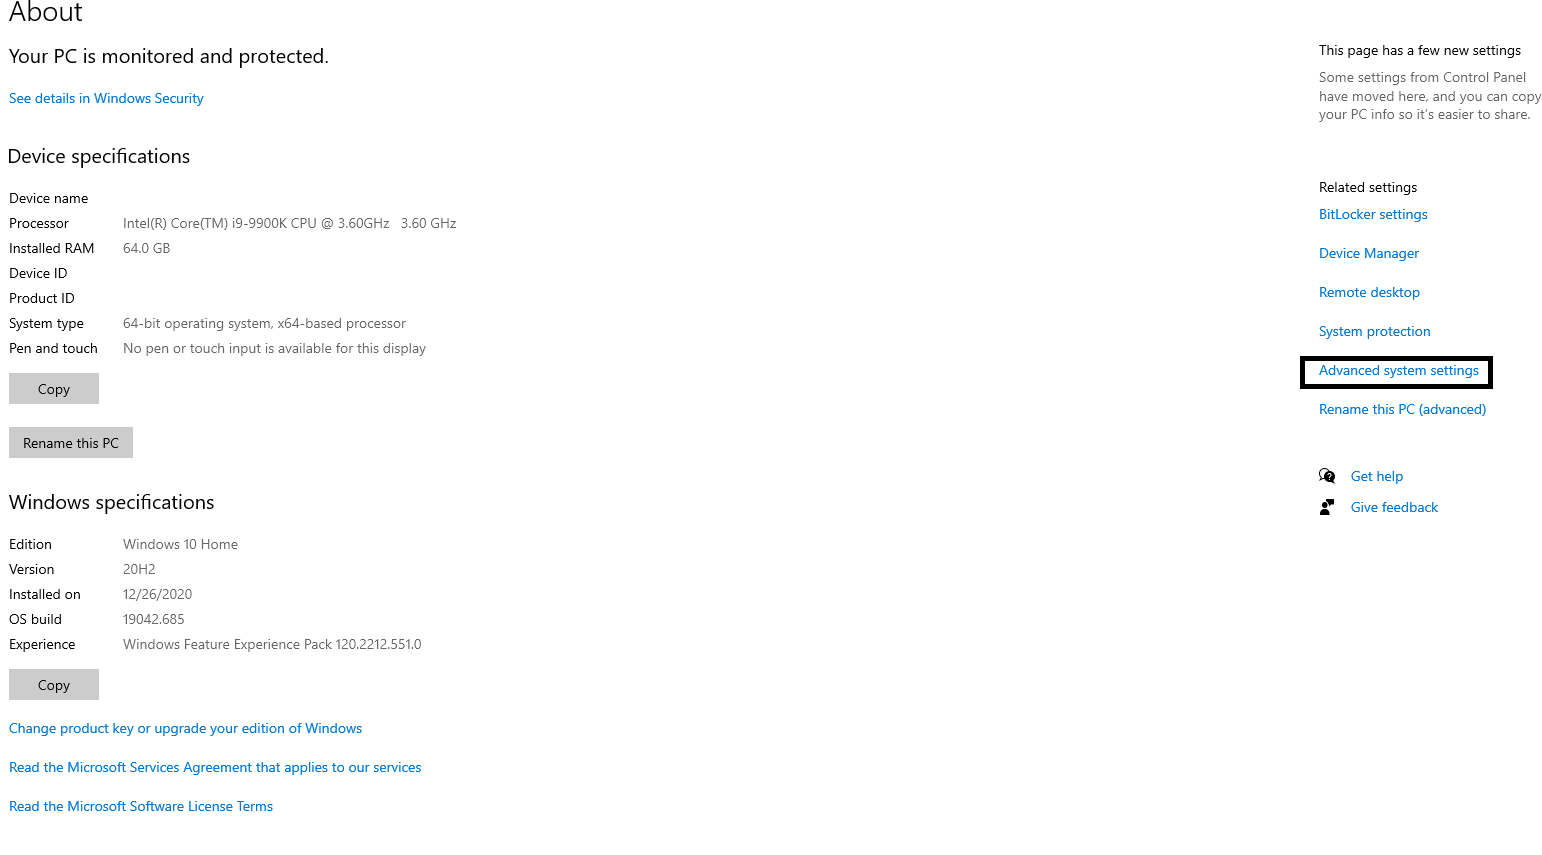 About
Your PC is monitored and protected.
See details in Windows Security
Device specifications
Device name
Processor Intel(R) Core(TM) i9-9900K CPU @ 3.60GHz 3.60 GHz
Installed RAM 64.0 GB
Device ID
Product ID
System type 64-bit operating system, x64-based processor
Pen and touch No pen or touch input is available for this display
Copy
Rename this PC
Windows specifications
Edition Windows 10 Home
Version 20H2
Installed on 12/26/2020
OS build 19042.685
Experience Windows Feature Experience Pack 120.2212.551.0
Copy
Change product key or upgrade your edition of Windows
Read the Microsoft Services Agreement that applies to our services
Read the Microsoft Software License Terms
This page has a few new settings
Some settings from Control Panel
have moved here, and you can copy
your PC info so it’s easier to share.
Related settings
BitLocker settings
Device Manager
Remote desktop
System protection
Advanced system settings
Rename this PC (advanced)
Get help
Give feedback